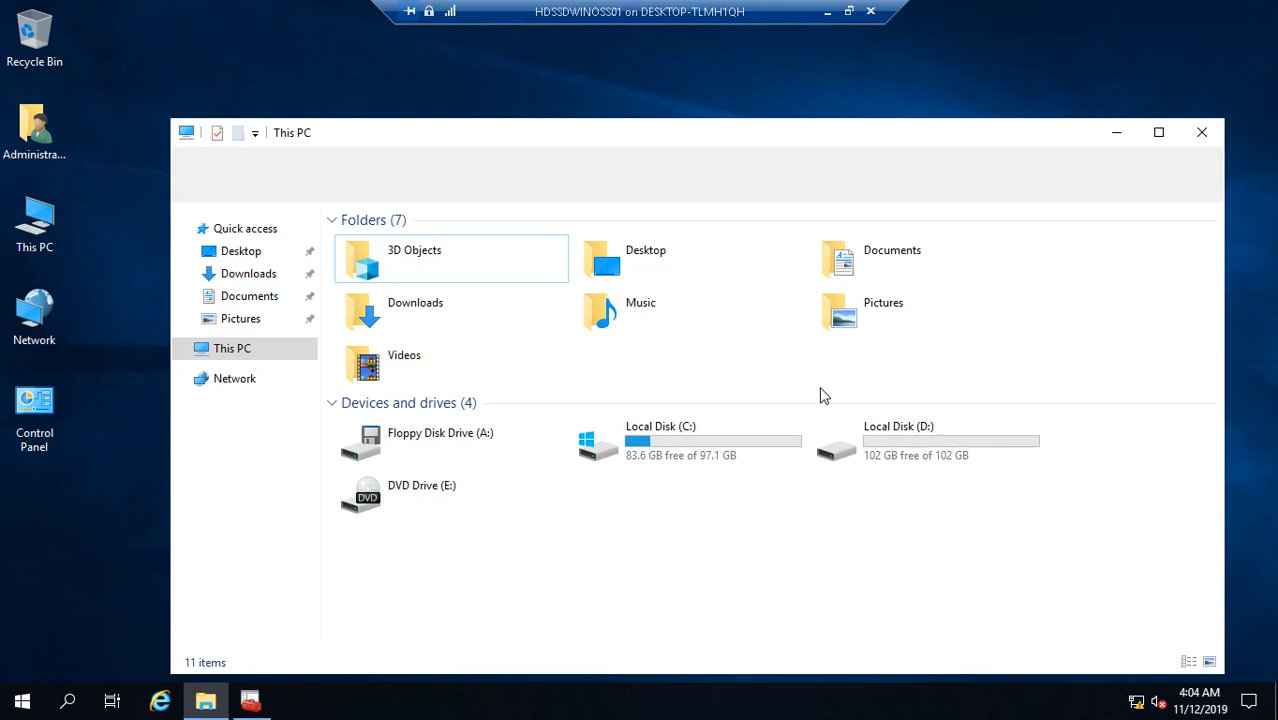 HDSSDWINOSS01 on DESKTOP-TLMH1QH
Recycle Bin
Administra...
This PC
Network
Control
Panel
This PC
Quick access
Desktop
Downloads
Documents
Pictures
This PC
Network
Folders (7)
3D Objects
Desktop
Documents
Downloads
Music
Pictures
Videos
Devices and drives (4)
Floppy Disk Drive (A:)
Local Disk (C:)
83.6 GB free of 97.1 GB
Local Disk (D:)
102 GB free of 102 GB
DVD
DVD Drive (E:)
11 items
4:04 AM
11/12/2019